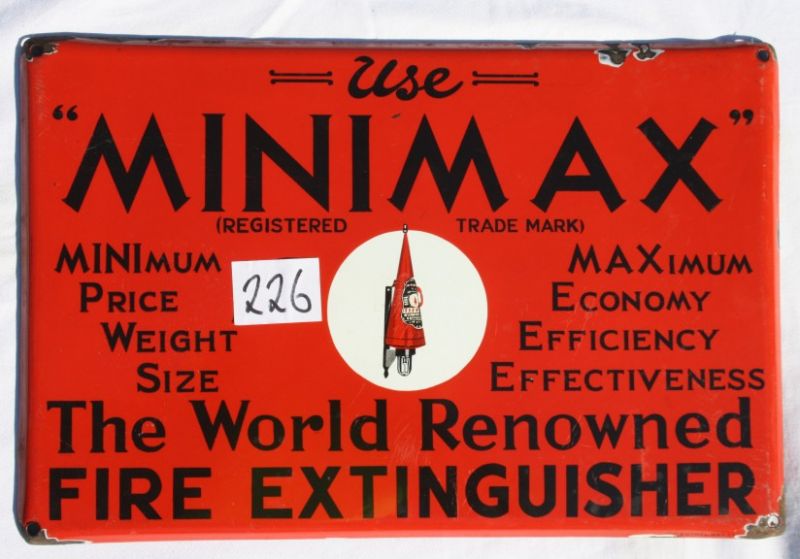 Use
"MINIMAX"
(REGISTERED TRADE MARK)
MINIMUM
PRICE
WEIGHT
SIZE
226
MAXIMUM
ECONOMY
EFFICIENCY
EFFECTIVENESS
The World Renowned
FIRE EXTINGUISHER